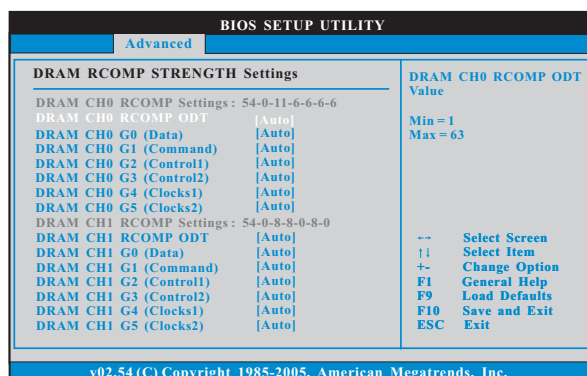 BIOS SETUP UTILITY
Advanced
DRAM RCOMP STRENGTH Settings
DRAM CH0 RCOMP Settings : 54-0-11-6-6-6-6
DRAM CH0 RCOMP ODT [Auto]
DRAM CH0 G0 (Data) [Auto]
DRAM CH0 G1 (Command) [Auto]
DRAM CH0 G2 (Control1) [Auto]
DRAM CH0 G3 (Control2) [Auto]
DRAM CH0 G4 (Clocks1) [Auto]
DRAM CH0 G5 (Clocks2) [Auto]
DRAM CH1 RCOMP Settings : 54-0-8-8-0-8-0
DRAM CH1 RCOMP ODT [Auto]
DRAM CH1 G0 (Data) [Auto]
DRAM CH1 G1 (Command) [Auto]
DRAM CH1 G2 (Control1) [Auto]
DRAM CH1 G3 (Control2) [Auto]
DRAM CH1 G4 (Clocks1) [Auto]
DRAM CH1 G5 (Clocks2) [Auto]
DRAM CH0 RCOMP ODT
Value
Min = 1
Max = 63
←→ Select Screen
↑↓ Select Item
+- Change Option
F1 General Help
F9 Load Defaults
F10 Save and Exit
ESC Exit
v02.54 (C) Copyright 1985-2005, American Megatrends, Inc.